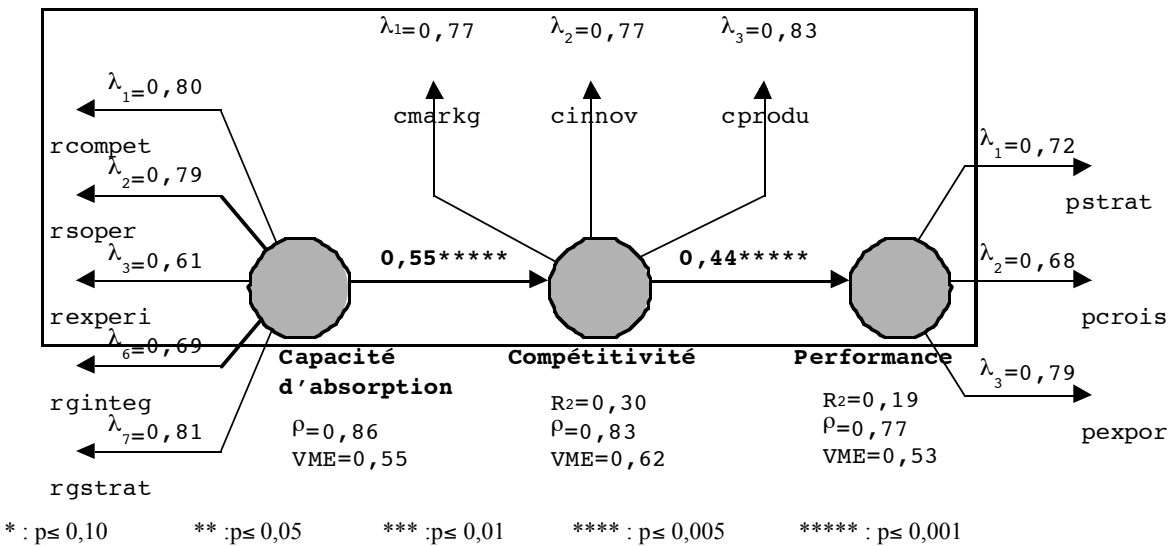 λ1=0,77 λ2=0,77 λ3=0,83
cmarkg cinnov cprodu
λ1=0,80
rcompet
λ2=0,79
rsoper
λ3=0,61
rexperi
λ6=0,69
rginteg
λ7=0,81
rgstrat
0,55***** 0,44*****
λ1=0,72
pstrat
λ2=0,68
pcrois
λ3=0,79
pexpor
Capacité
d’absorption
ρ=0,86
VME=0,55
Compétitivité
R2=0,30
ρ=0,83
VME=0,62
Performance
R2=0,19
ρ=0,77
VME=0,53
* : p≤ 0,10 ** :p≤ 0,05 *** :p≤ 0,01 **** : p≤ 0,005 ***** : p≤ 0,001